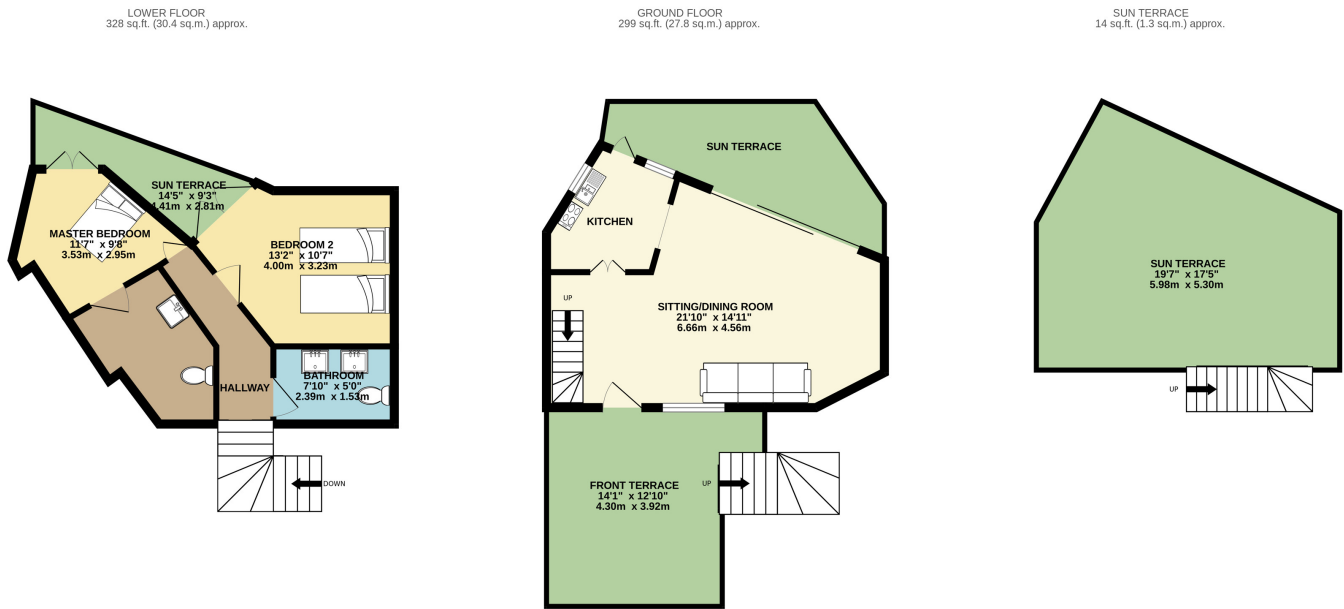 LOWER FLOOR
328 sq.ft. (30.4 sq.m.) approx.
SUN TERRACE
14'5" x 9'3"
4.41m x 2.81m
MASTER BEDROOM
11'7" x 9'8"
3.53m x 2.95m
BEDROOM 2
13'2" x 10'7"
4.00m x 3.23m
HALLWAY
BATHROOM
7'10" x 5'0"
2.39m x 1.53m
DOWN
GROUND FLOOR
299 sq.ft. (27.8 sq.m.) approx.
SUN TERRACE
KITCHEN
UP
SITTING/DINING ROOM
21'10" x 14'11"
6.66m x 4.56m
FRONT TERRACE
14'1" x 12'10"
4.30m x 3.92m
UP
SUN TERRACE
14 sq.ft. (1.3 sq.m.) approx.
SUN TERRACE
19'7" x 17'5"
5.98m x 5.30m
UP